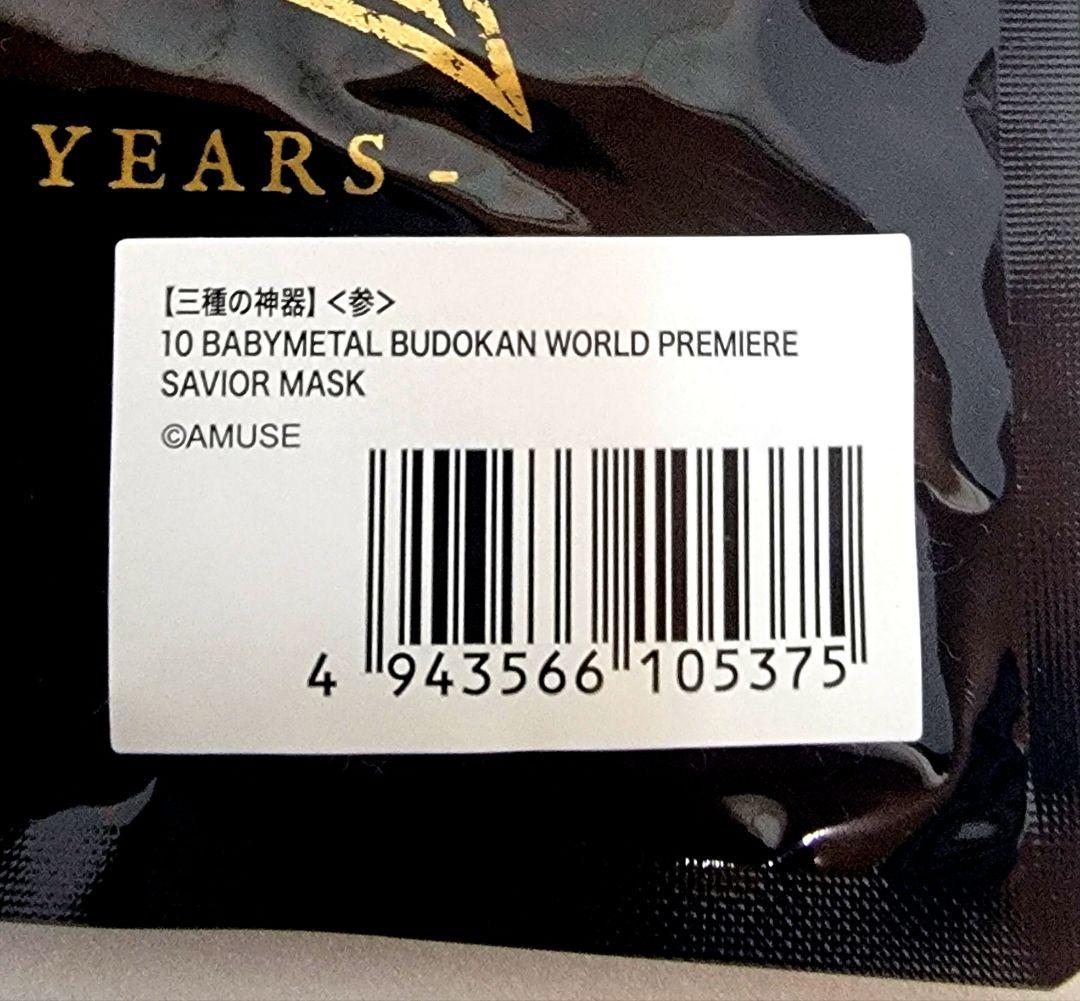 YEARS -
【三種の神器】<参>
10 BABYMETAL BUDOKAN WORLD PREMIERE
SAVIOR MASK
©AMUSE
4 943566 105375